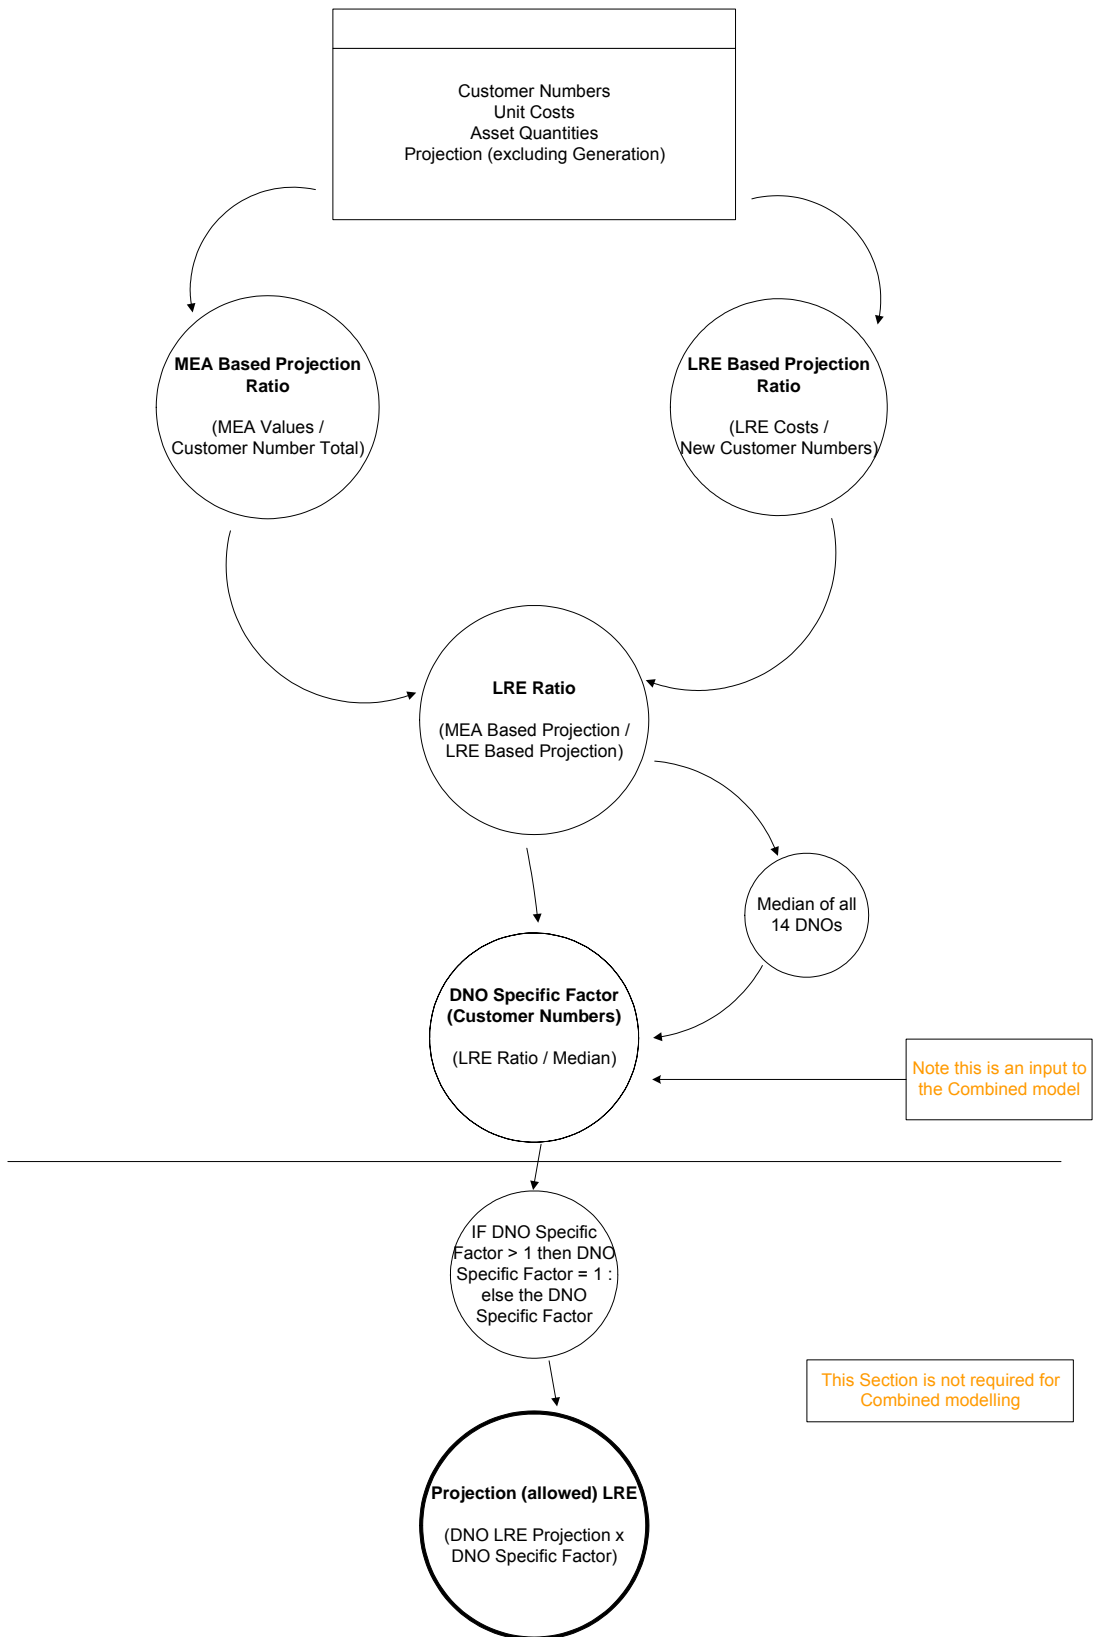 Customer Numbers
Unit Costs
Asset Quantities
Projection (excluding Generation)
MEA Based Projection
Ratio
(MEA Values /
Customer Number Total)
LRE Based Projection
Ratio
(LRE Costs /
New Customer Numbers)
LRE Ratio
(MEA Based Projection /
LRE Based Projection)
Median of all
14 DNOs
DNO Specific Factor
(Customer Numbers)
(LRE Ratio / Median)
Note this is an input to
the Combined model
IF DNO Specific
Factor > 1 then DNO
Specific Factor = 1 :
else the DNO
Specific Factor
This Section is not required for
Combined modelling
Projection (allowed) LRE
(DNO LRE Projection x
DNO Specific Factor)